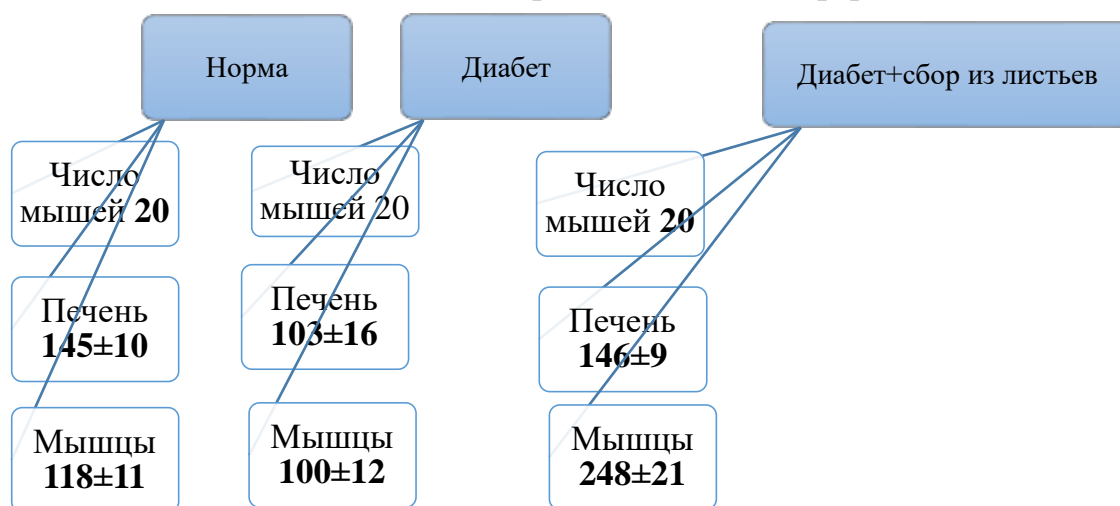 Норма
Число
мышей 20
Печень
145±10
Мышцы
118±11
Диабет
Число
мышей 20
Печень
103±16
Мышцы
100±12
Диабет+сбор из листьев
Число
мышей 20
Печень
146±9
Мышцы
248±21